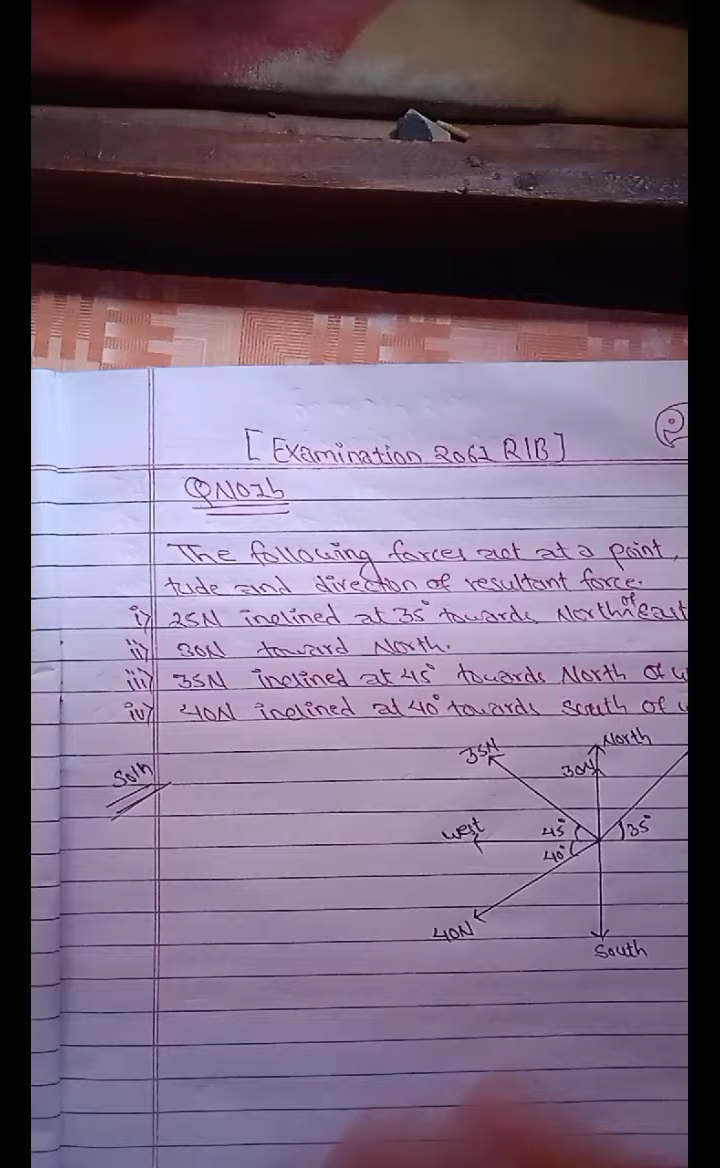 [Examination 2061 R/B]
२
QNO2b
The following forces act at a point,
tude and direction of resultant force.
i) 25N inclined at 35° towards North of East
ii) 30N toward North.
iii) 35N inclined at 45° towards North of w
iv) 40N inclined at 40° towards South of w
Soln
35N
North
30N
west
45°
35°
40°
40N
South